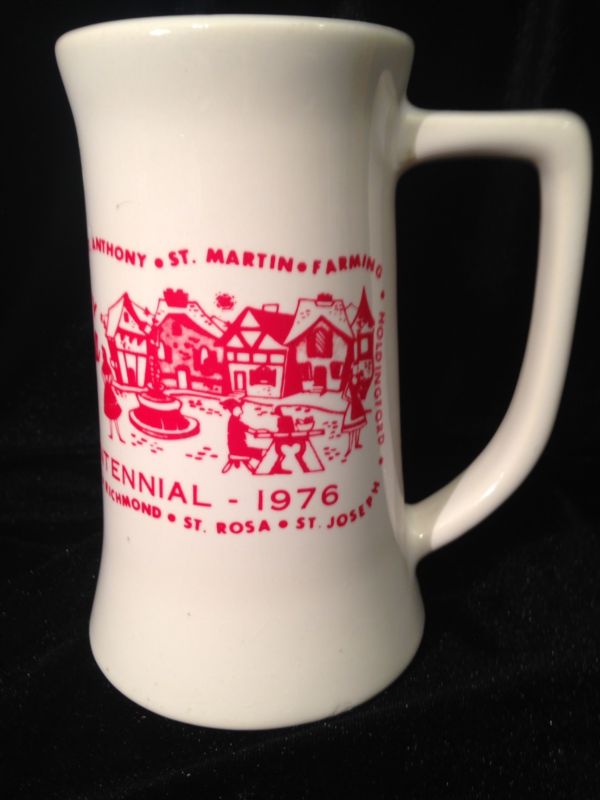 ANTHONY • ST. MARTIN • FARMING • HOLDINGFORD •
TENNIAL - 1976
RICHMOND • ST. ROSA • ST. JOSEPH